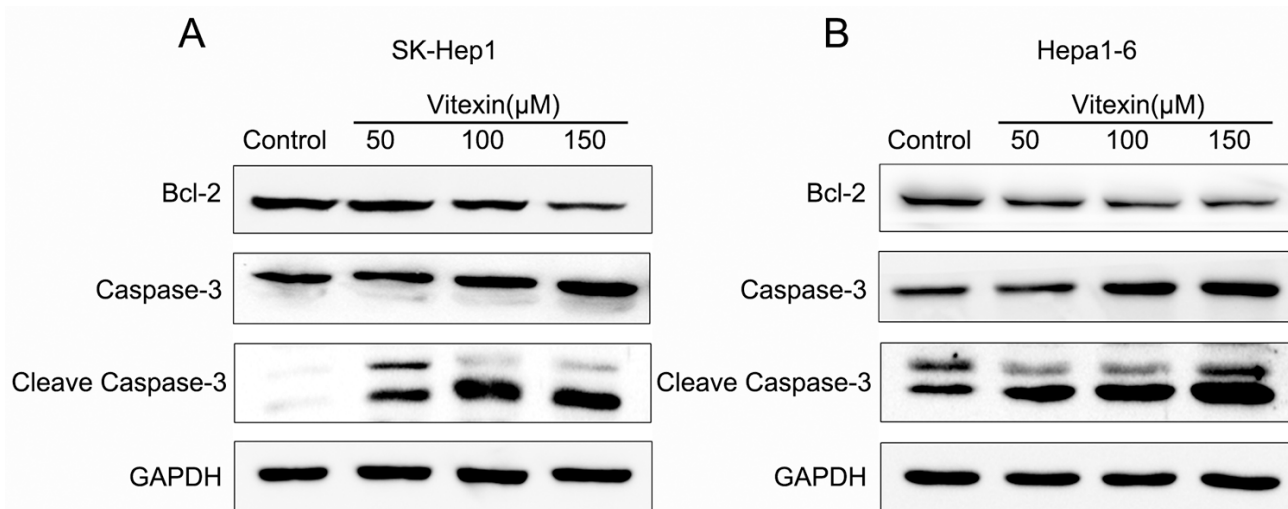 A
SK-Hep1
Vitexin(µM)
Control 50 100 150
Bcl-2
Caspase-3
Cleave Caspase-3
GAPDH
B
Hepa1-6
Vitexin(µM)
Control 50 100 150
Bcl-2
Caspase-3
Cleave Caspase-3
GAPDH